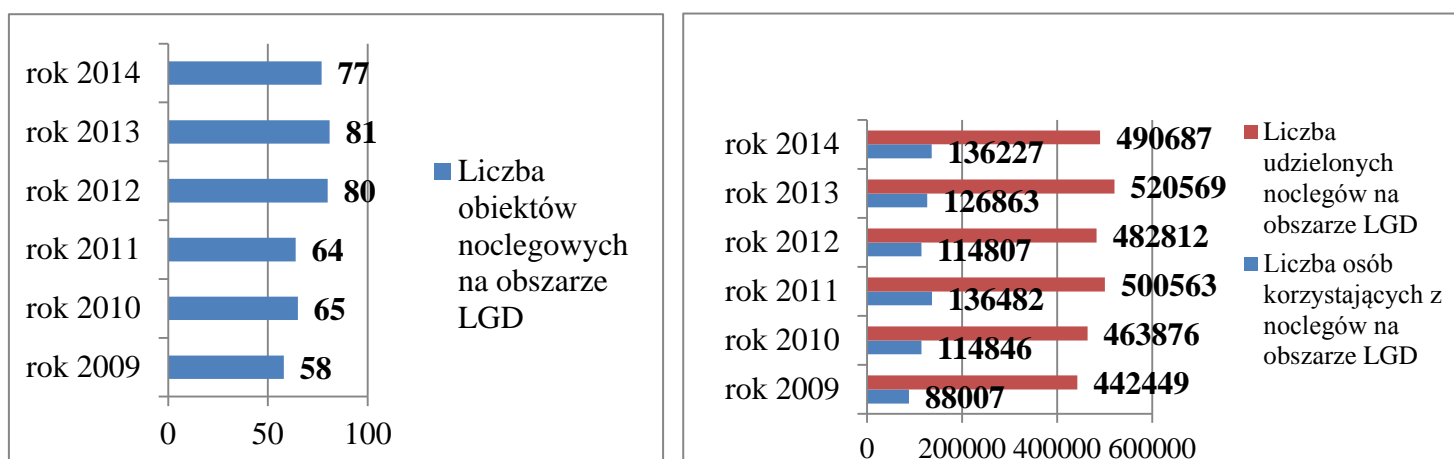 rok 2014
77
rok 2013
81
rok 2012
80
rok 2011
64
rok 2010
65
rok 2009
58
0 50 100
Liczba
obiektów
noclegowych
na obszarze
LGD
rok 2014
490687
136227
rok 2013
520569
126863
rok 2012
482812
114807
rok 2011
500563
136482
rok 2010
463876
114846
rok 2009
442449
88007
0 200000 400000 600000
Liczba
udzielonych
noclegów na
obszarze LGD
Liczba osób
korzystających z
noclegów na
obszarze LGD